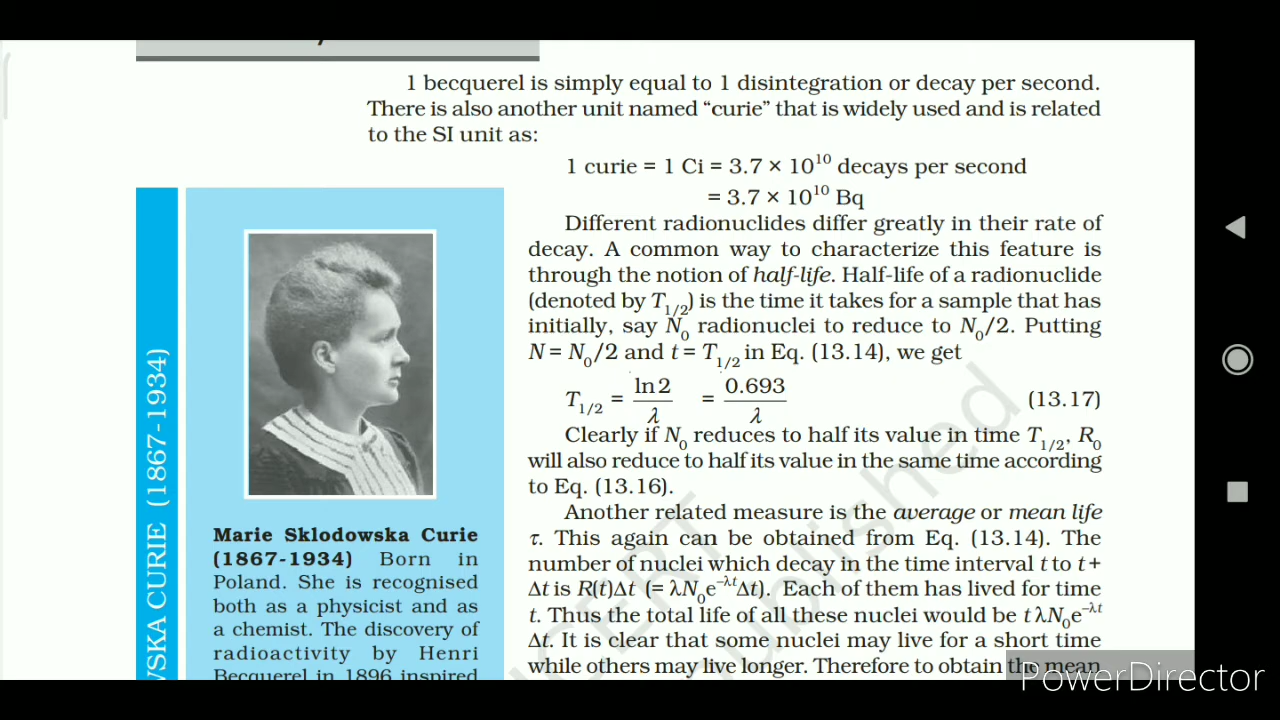 1 becquerel is simply equal to 1 disintegration or decay per second.
There is also another unit named “curie” that is widely used and is related
to the SI unit as:
1 curie = 1 Ci = 3.7 × 10¹⁰ decays per second
= 3.7 × 10¹⁰ Bq
Different radionuclides differ greatly in their rate of
decay. A common way to characterize this feature is
through the notion of half-life. Half-life of a radionuclide
(denoted by T₁/₂) is the time it takes for a sample that has
initially, say N₀ radionuclei to reduce to N₀/2. Putting
N = N₀/2 and t = T₁/₂ in Eq. (13.14), we get
T₁/₂ = ln 2 / λ = 0.693 / λ (13.17)
Clearly if N₀ reduces to half its value in time T₁/₂, R₀
will also reduce to half its value in the same time according
to Eq. (13.16).
Another related measure is the average or mean life
τ. This again can be obtained from Eq. (13.14). The
number of nuclei which decay in the time interval t to t +
Δt is R(t)Δt (= λN₀e⁻λᵗΔt). Each of them has lived for time
t. Thus the total life of all these nuclei would be t λN₀e⁻λᵗ
Δt. It is clear that some nuclei may live for a short time
while others may live longer. Therefore to obtain the mean
WSKA CURIE (1867-1934)
Marie Sklodowska Curie
(1867-1934) Born in
Poland. She is recognised
both as a physicist and as
a chemist. The discovery of
radioactivity by Henri
Becquerel in 1896 inspired
PowerDirector